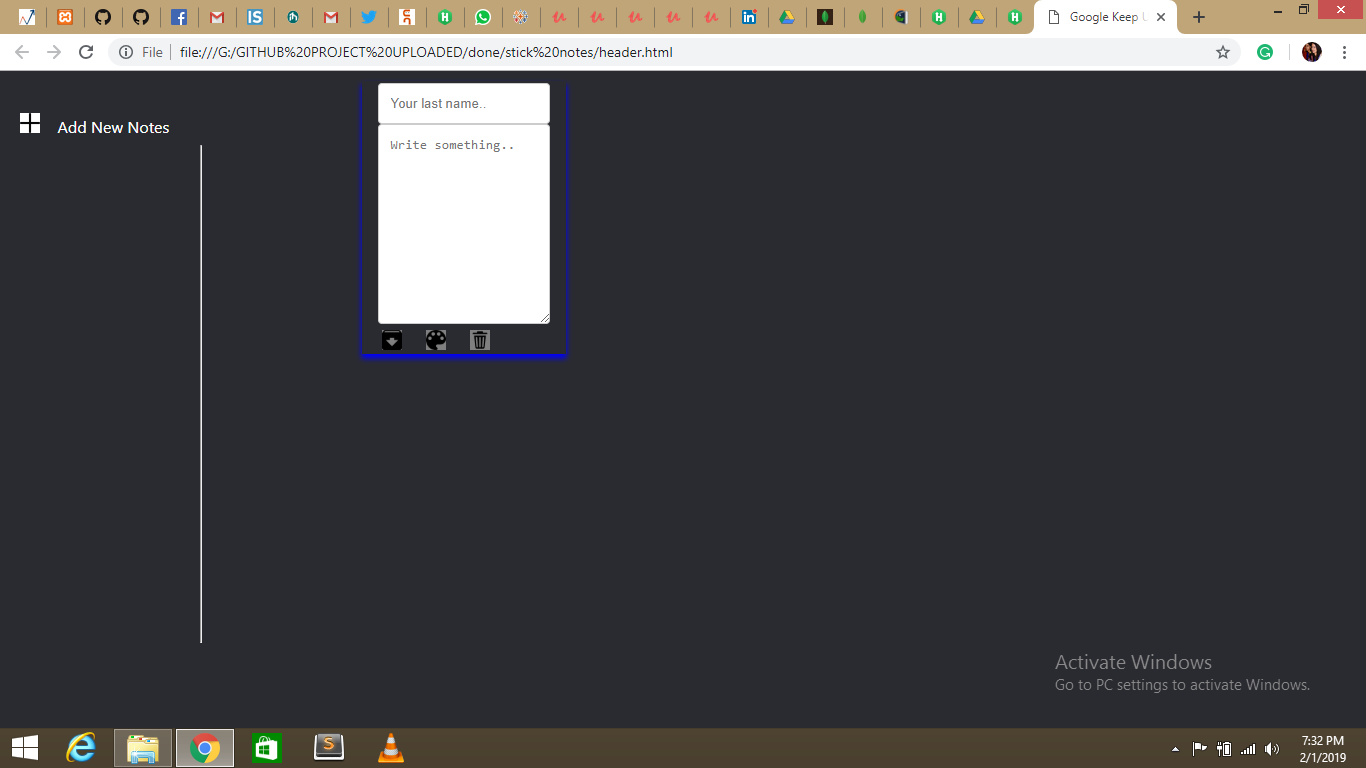 Google Keep U
File
file:///G:/GITHUB%20PROJECT%20UPLOADED/done/stick%20notes/header.html
Your last name..
Add New Notes
Write something..
Activate Windows
Go to PC settings to activate Windows.
7:32 PM
2/1/2019